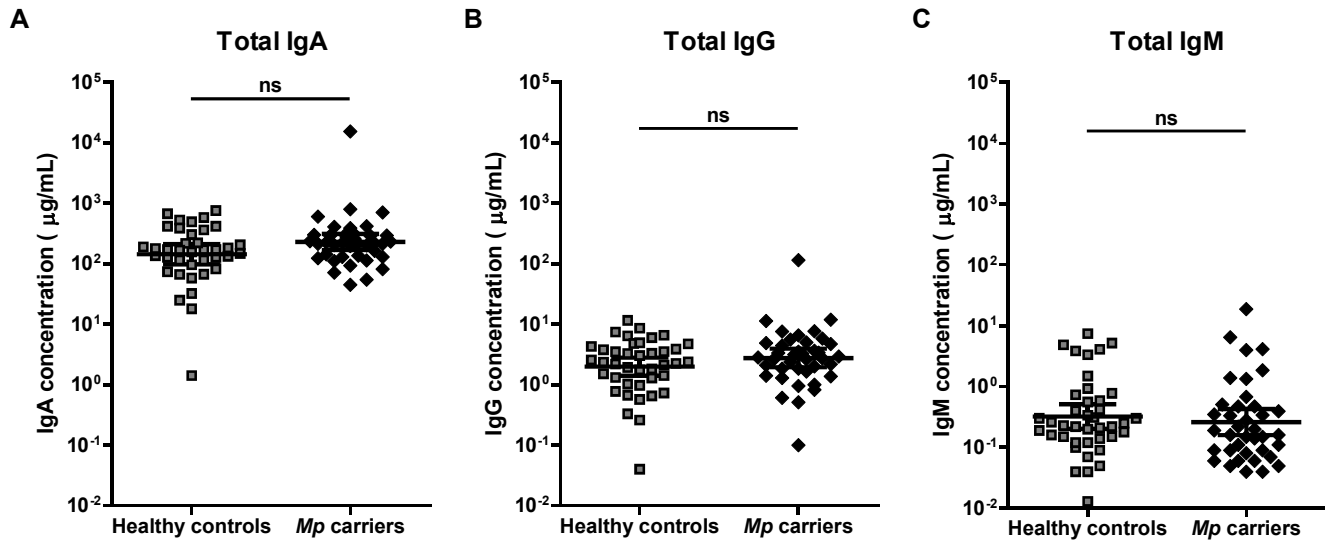 A
Total IgA
ns
IgA concentration ( µg/mL)
10^5
10^4
10^3
10^2
10^1
10^0
10^-1
10^-2
Healthy controls
Mp carriers
B
Total IgG
ns
IgG concentration ( µg/mL)
10^5
10^4
10^3
10^2
10^1
10^0
10^-1
10^-2
Healthy controls
Mp carriers
C
Total IgM
ns
IgM concentration ( µg/mL)
10^5
10^4
10^3
10^2
10^1
10^0
10^-1
10^-2
Healthy controls
Mp carriers